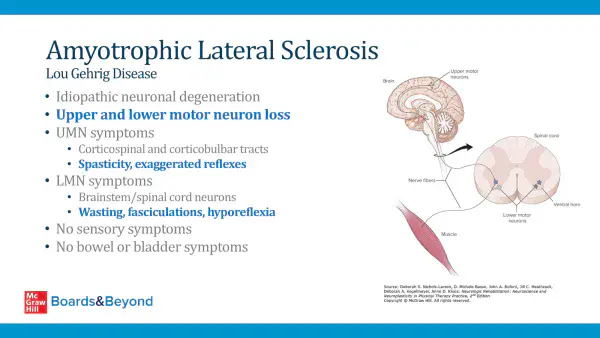 Amyotrophic Lateral Sclerosis
Lou Gehrig Disease
• Idiopathic neuronal degeneration
• Upper and lower motor neuron loss
• UMN symptoms
• Corticospinal and corticobulbar tracts
• Spasticity, exaggerated reflexes
• LMN symptoms
• Brainstem/spinal cord neurons
• Wasting, fasciculations, hyporeflexia
• No sensory symptoms
• No bowel or bladder symptoms
Upper motor
neurons
Brain
Spinal cord
Nerve fibers
Ventral horn
Lower motor
neurons
Muscle
Source: Deborah S. Nichols-Larsen, D. Michele Basso, John A. Buford, Jill C. Heathcock,
Deborah A. Kegelmeyer, Anne D. Kloos: Neurologic Rehabilitation: Neuroscience and
Neuroplasticity in Physical Therapy Practice, 2nd Edition
Copyright © McGraw Hill. All rights reserved.
Mc
Graw
Hill
Boards&Beyond